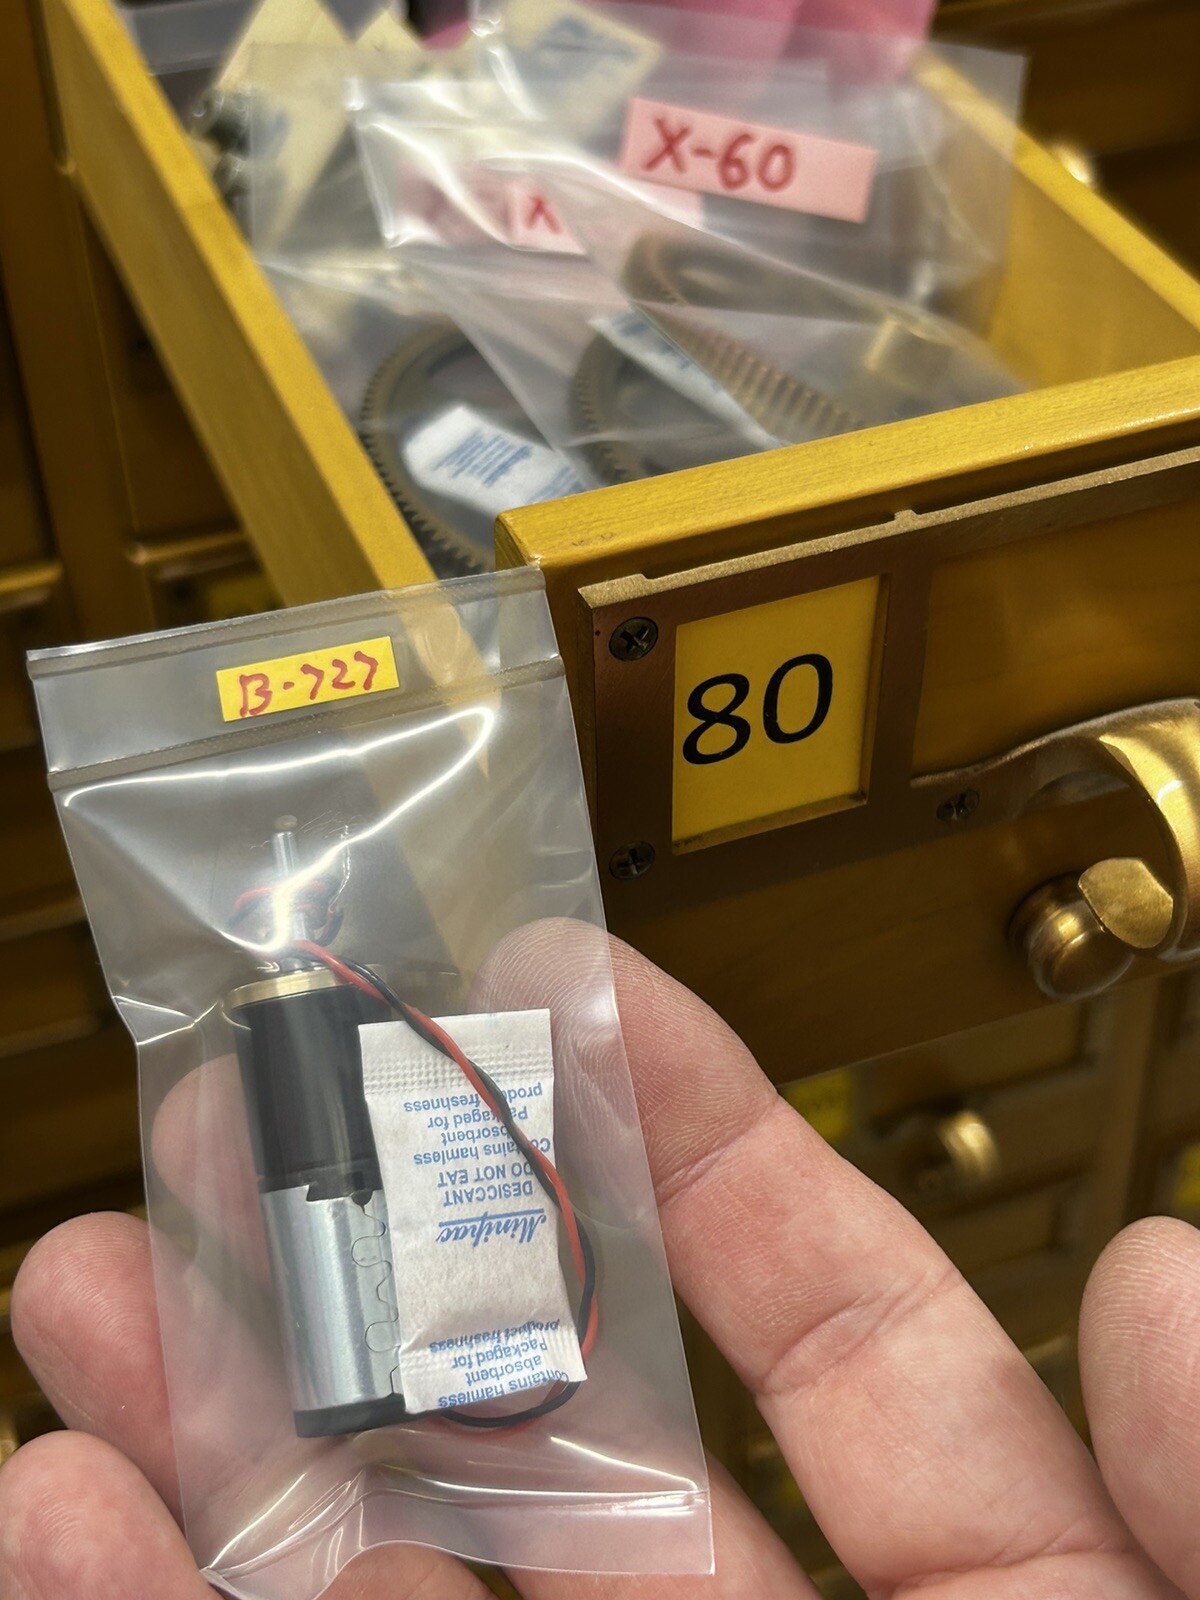 X-60
X
B-727
80
Minipac
DESICCANT
DO NOT EAT
Contains hamless
absorbent
Packaged for
product freshness
Contains hamless
absorbent
Packaged for
product freshness